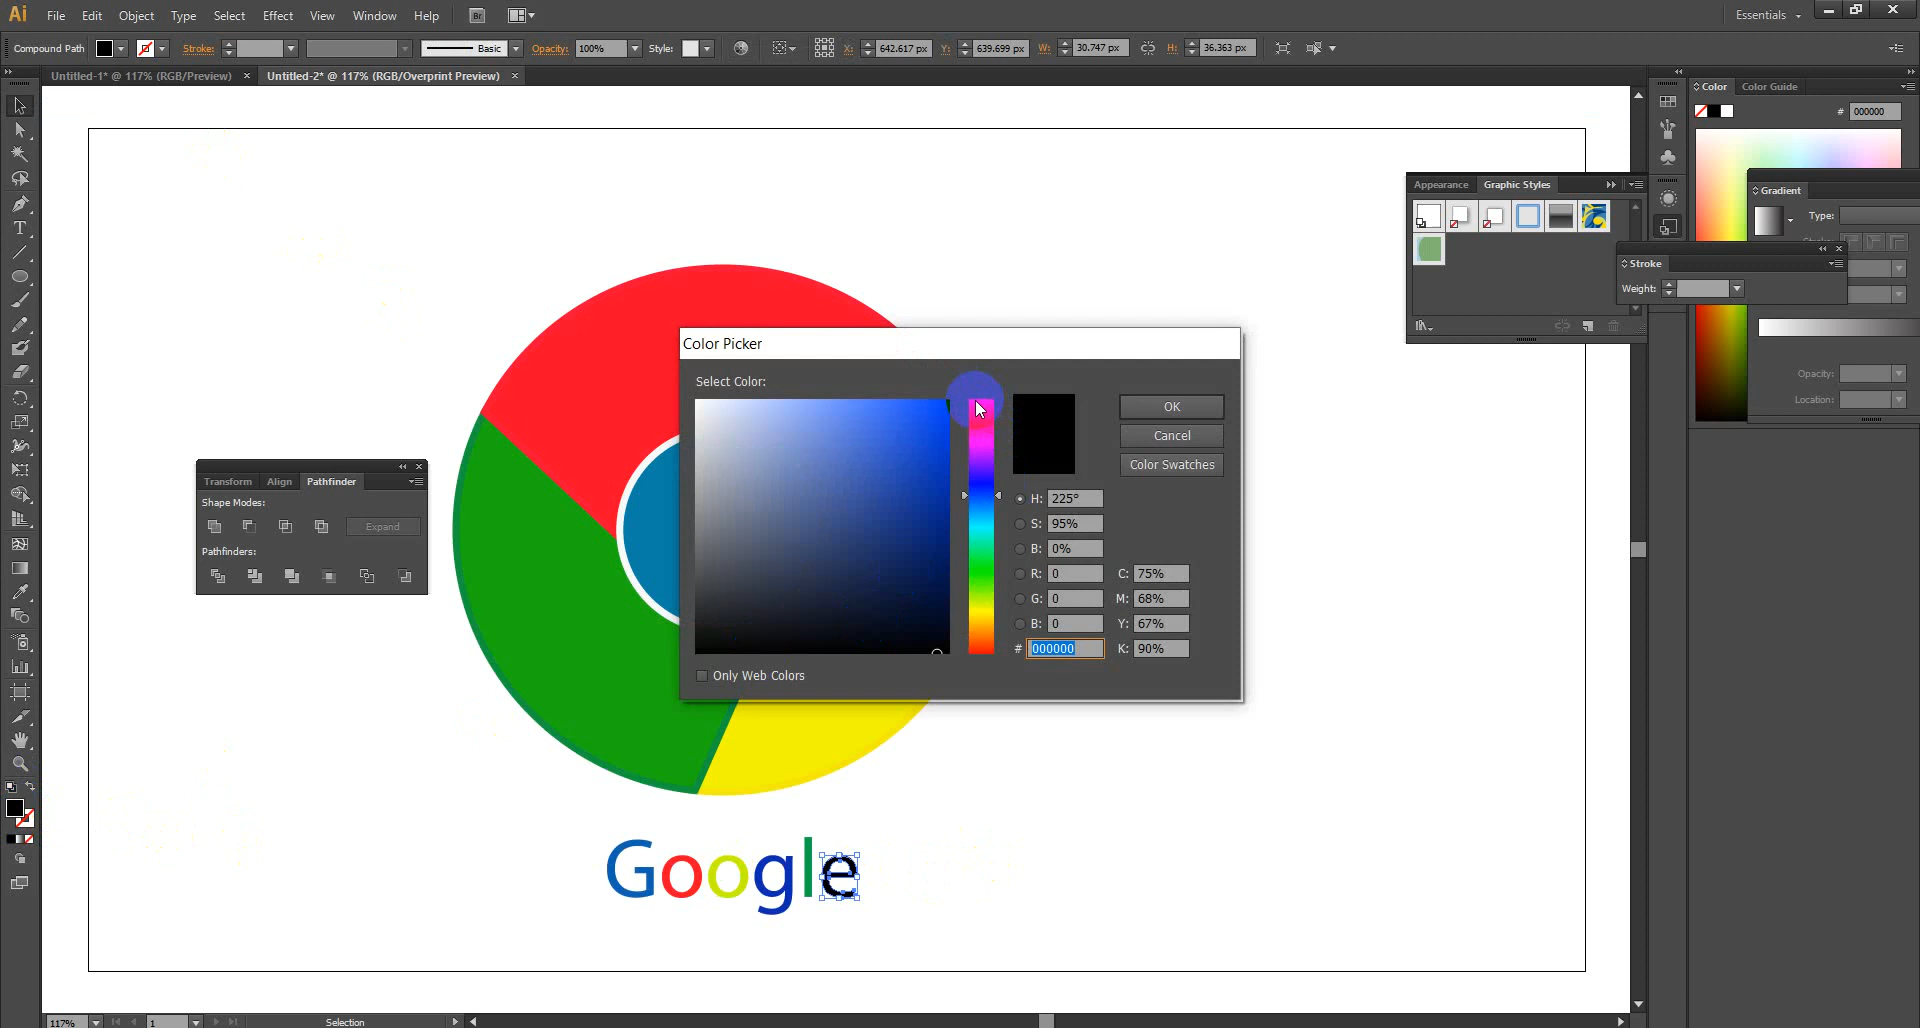 Ai File Edit Object Type Select Effect View Window Help Br Essentials
Compound Path Stroke: Basic Opacity: 100% Style: X: 642.617 px Y: 639.699 px W: 30.747 px H: 36.363 px
Untitled-1* @ 117% (RGB/Preview) × Untitled-2* @ 117% (RGB/Overprint Preview) ×
Color Color Guide
# 000000
Appearance Graphic Styles
Gradient
Type:
Stroke
Weight:
Opacity:
Location:
Color Picker
Select Color:
OK
Cancel
Color Swatches
H: 225°
S: 95%
B: 0%
R: 0 C: 75%
G: 0 M: 68%
B: 0 Y: 67%
# 000000 K: 90%
Only Web Colors
Transform Align Pathfinder
Shape Modes:
Expand
Pathfinders:
Google
117% 1 Selection